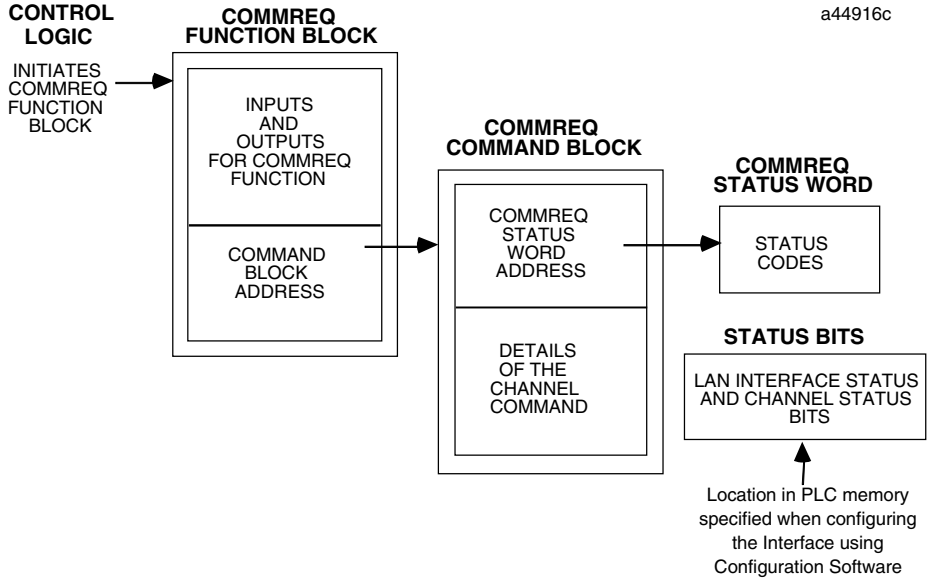 CONTROL
LOGIC
INITIATES
COMMREQ
FUNCTION
BLOCK
COMMREQ
FUNCTION BLOCK
a44916c
INPUTS
AND
OUTPUTS
FOR COMMREQ
FUNCTION
COMMAND
BLOCK
ADDRESS
COMMREQ
COMMAND BLOCK
COMMREQ
STATUS
WORD
ADDRESS
DETAILS
OF THE
CHANNEL
COMMAND
COMMREQ
STATUS WORD
STATUS
CODES
STATUS BITS
LAN INTERFACE STATUS
AND CHANNEL STATUS
BITS
Location in PLC memory
specified when configuring
the Interface using
Configuration Software